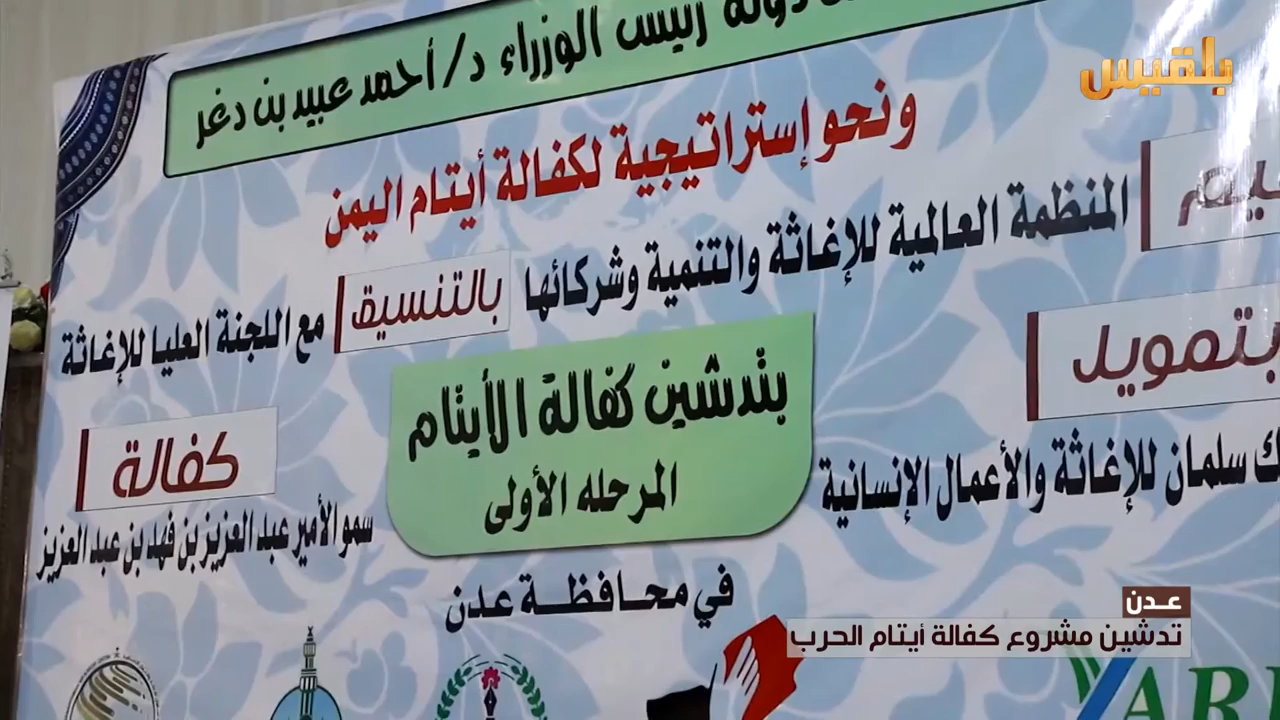 بلقيس
دولة رئيس الوزراء د/أحمد عبيد بن دغر
ونحو إستراتيجية لكفالة أيتام اليمن
المنظمة العالمية للإغاثة والتنمية وشركائها بالتنسيق مع اللجنة العليا للإغاثة
بتمويل
سلمان للإغاثة والأعمال الإنسانية
بتدشين كفالة الأيتام
المرحله الأولى
كفالة
سمو الأمير عبد العزيز بن فهد بن عبد العزيز
في محافظة عدن
عدن
تدشين مشروع كفالة أيتام الحرب